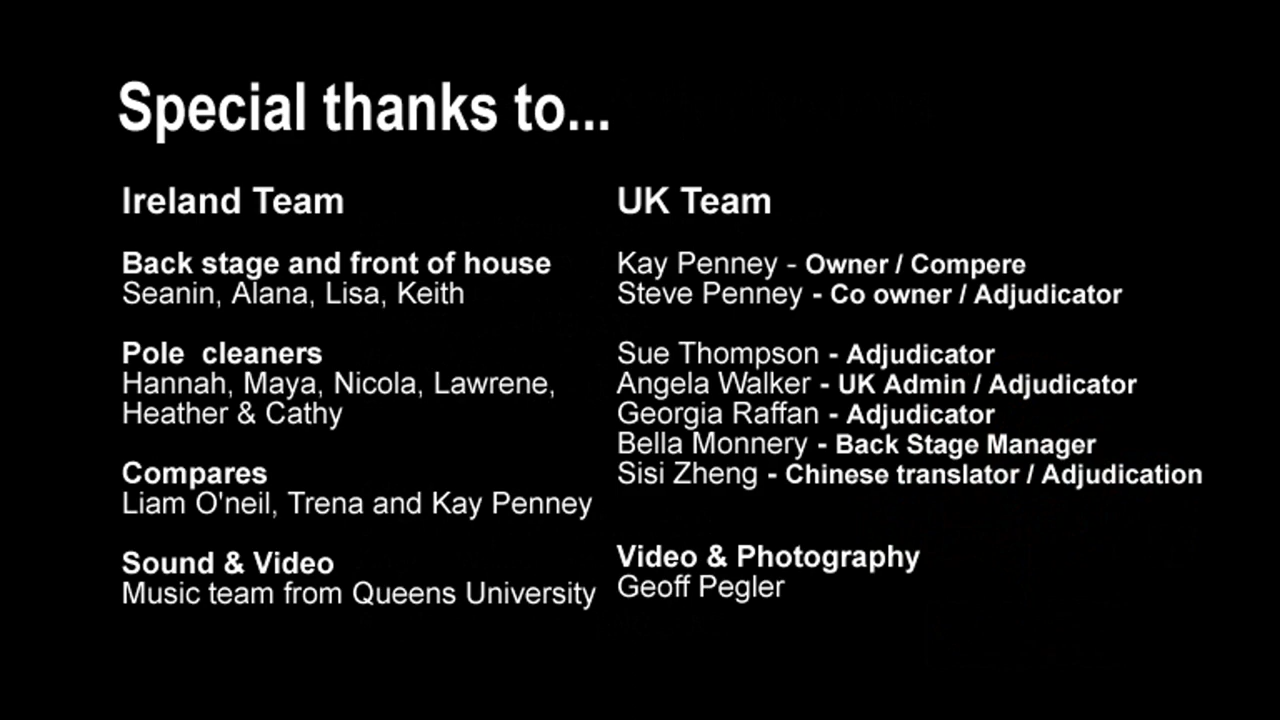 Special thanks to...
Ireland Team
Back stage and front of house
Seanin, Alana, Lisa, Keith
Pole  cleaners
Hannah, Maya, Nicola, Lawrene,
Heather & Cathy
Compares
Liam O'neil, Trena and Kay Penney
Sound & Video
Music team from Queens University
UK Team
Kay Penney - Owner / Compere
Steve Penney - Co owner / Adjudicator
Sue Thompson - Adjudicator
Angela Walker - UK Admin / Adjudicator
Georgia Raffan - Adjudicator
Bella Monnery - Back Stage Manager
Sisi Zheng - Chinese translator / Adjudication
Video & Photography
Geoff Pegler